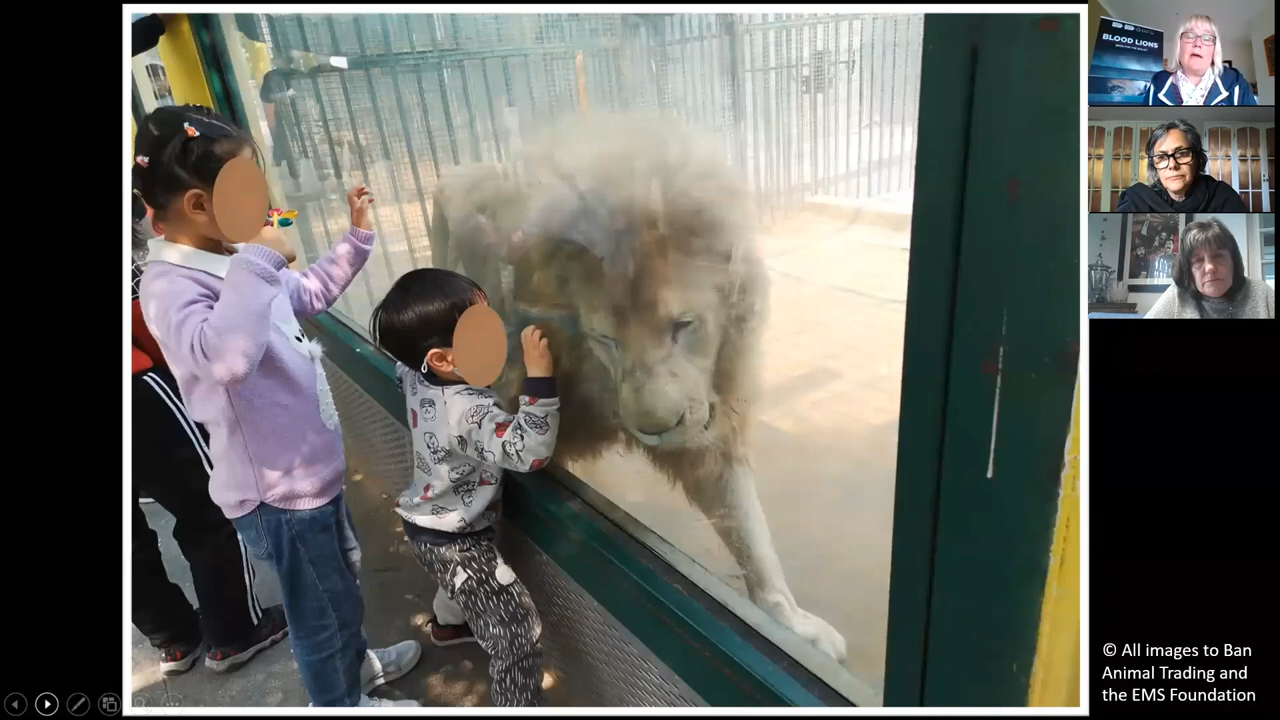 BLOOD LIONS
© All images to Ban
Animal Trading and
the EMS Foundation